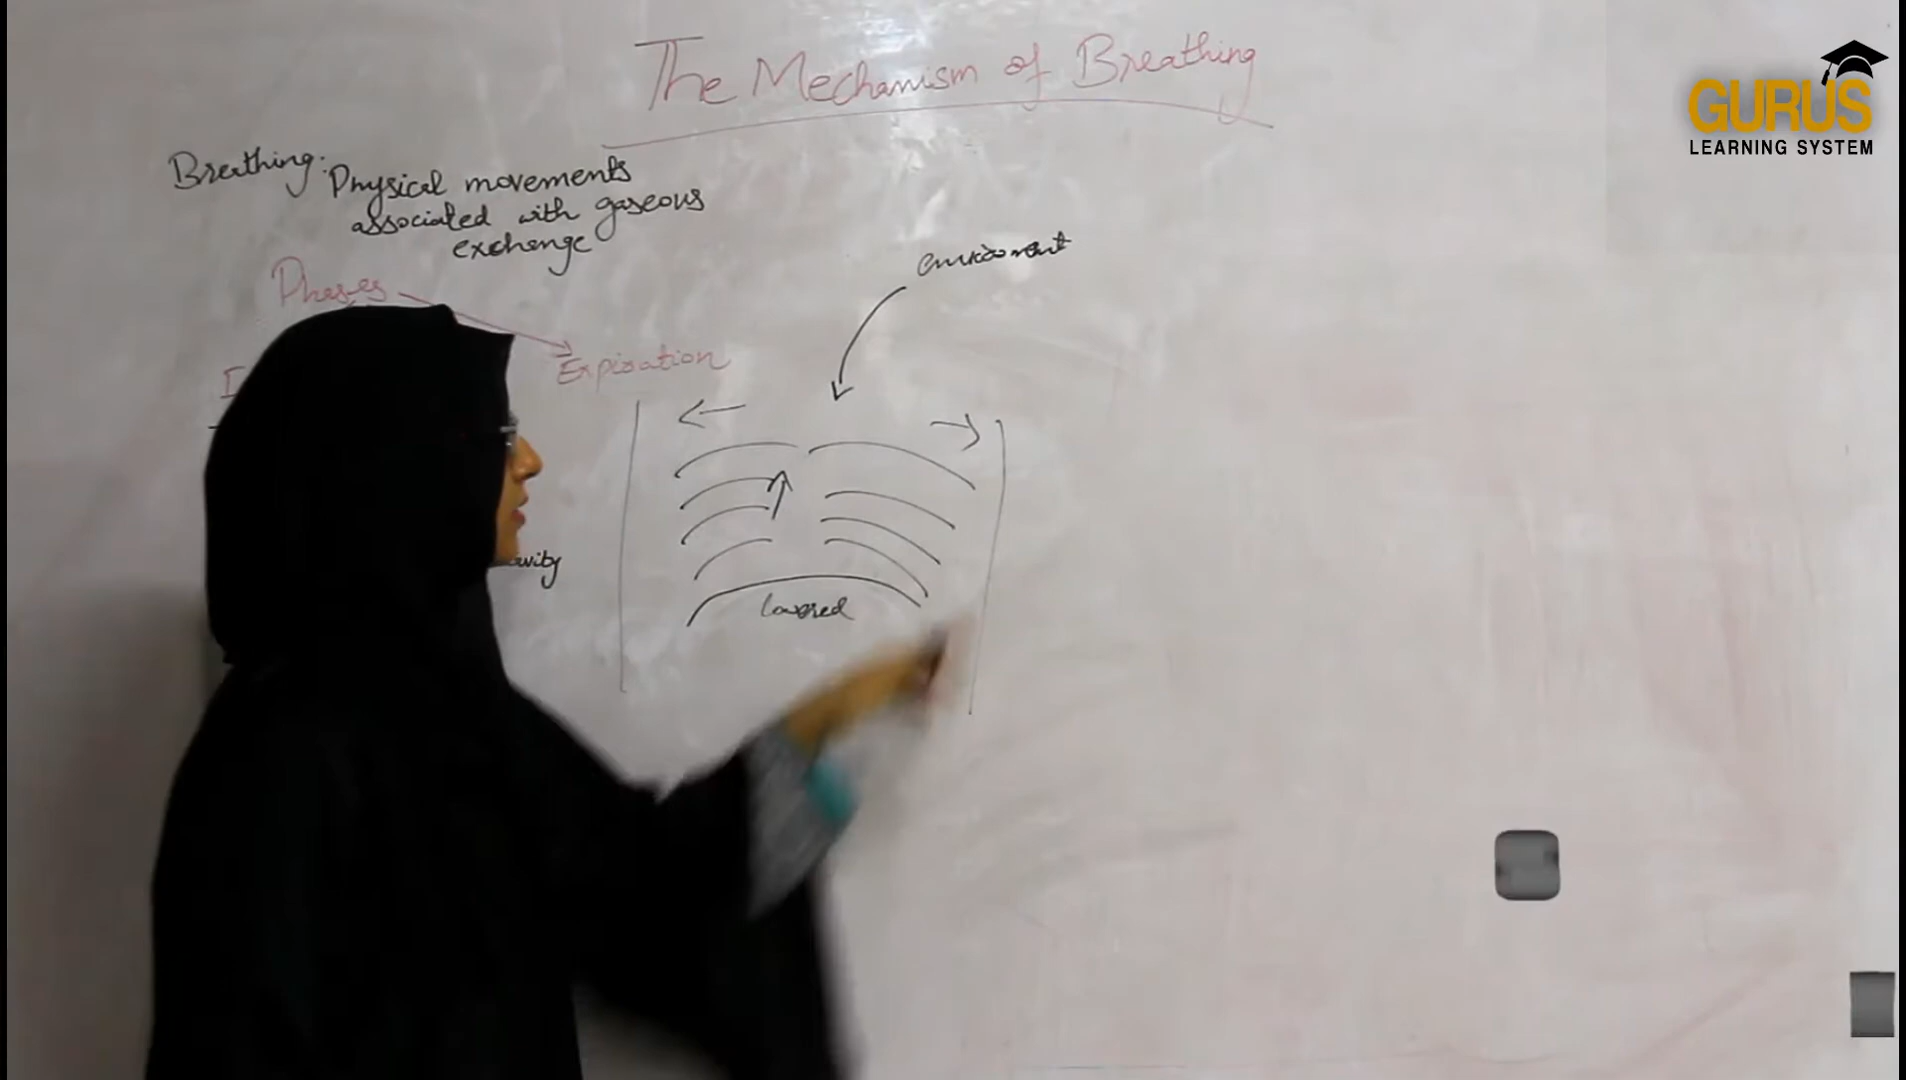 The Mechanism of Breathing
GURUS
LEARNING SYSTEM
Breathing: Physical movements
associated with gaseous
exchange
Phases
Expiration
lowered